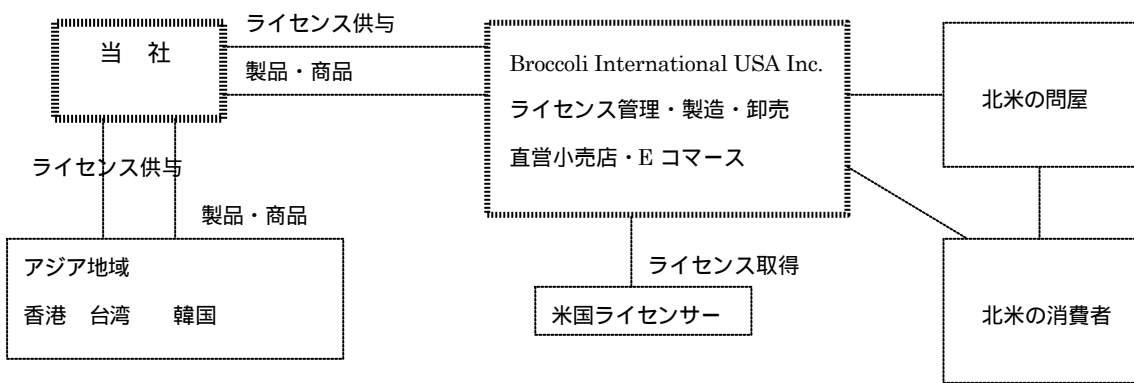 当　社
ライセンス供与
製品・商品
Broccoli International USA Inc.
ライセンス管理・製造・卸売
直営小売店・E コマース
北米の問屋
ライセンス供与
製品・商品
アジア地域
香港　台湾　　韓国
ライセンス取得
米国ライセンサー
北米の消費者